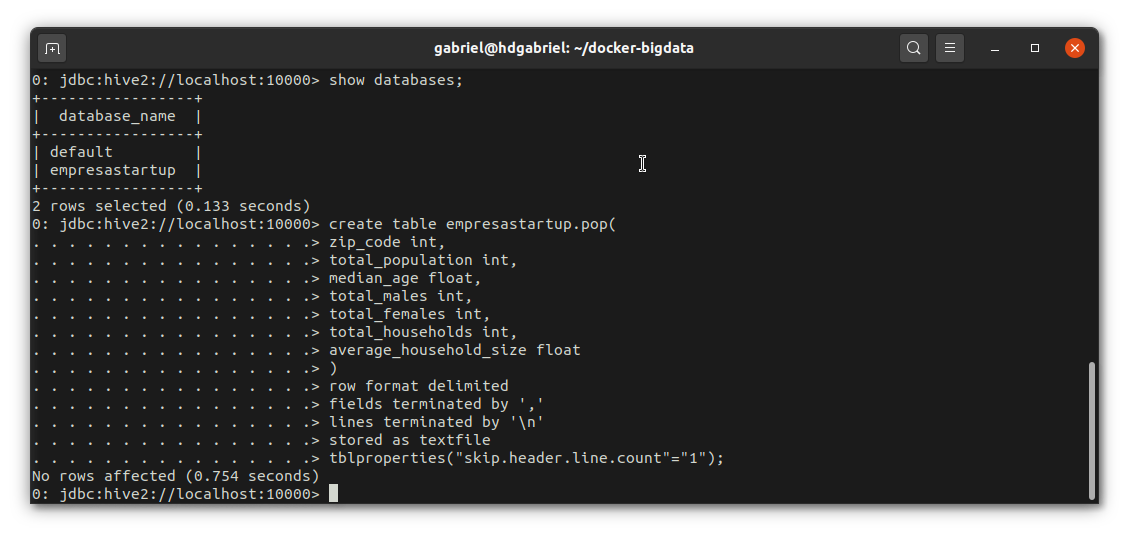 gabriel@hdgabriel: ~/docker-bigdata
0: jdbc:hive2://localhost:10000> show databases;
+-----------------+
|  database_name  |
+-----------------+
| default         |
| empresastartup  |
+-----------------+
2 rows selected (0.133 seconds)
0: jdbc:hive2://localhost:10000> create table empresastartup.pop(
. . . . . . . . . . . . . . . .> zip_code int,
. . . . . . . . . . . . . . . .> total_population int,
. . . . . . . . . . . . . . . .> median_age float,
. . . . . . . . . . . . . . . .> total_males int,
. . . . . . . . . . . . . . . .> total_females int,
. . . . . . . . . . . . . . . .> total_households int,
. . . . . . . . . . . . . . . .> average_household_size float
. . . . . . . . . . . . . . . .> )
. . . . . . . . . . . . . . . .> row format delimited
. . . . . . . . . . . . . . . .> fields terminated by ','
. . . . . . . . . . . . . . . .> lines terminated by '\n'
. . . . . . . . . . . . . . . .> stored as textfile
. . . . . . . . . . . . . . . .> tblproperties("skip.header.line.count"="1");
No rows affected (0.754 seconds)
0: jdbc:hive2://localhost:10000>